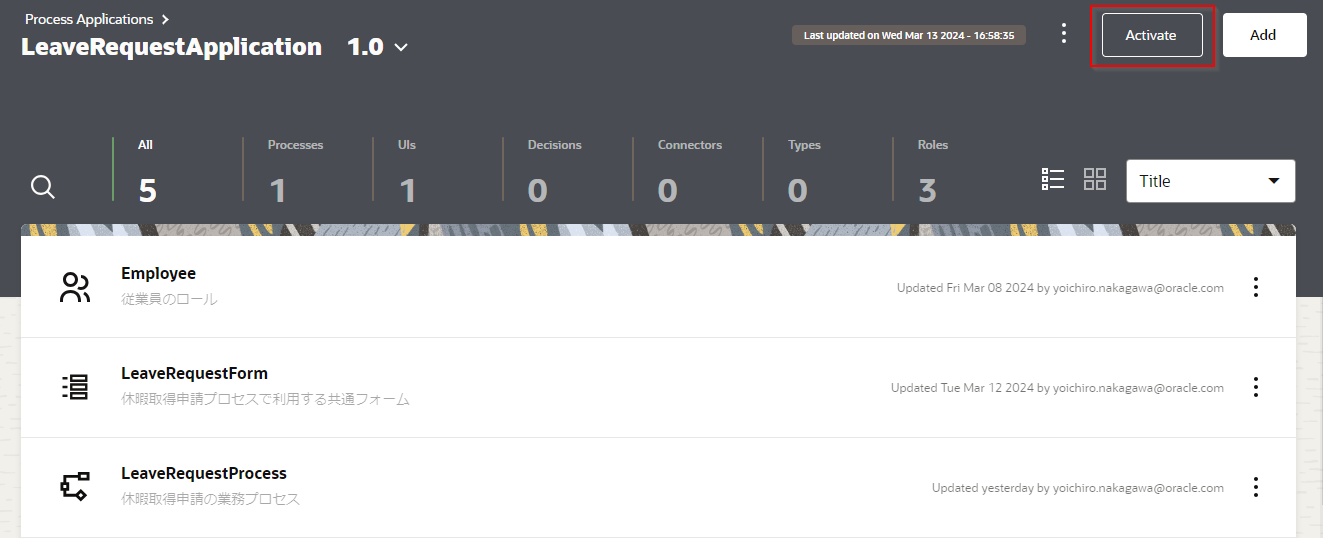 Process Applications
LeaveRequestApplication 1.0
Last updated on Wed Mar 13 2024 - 16:58:35
Activate
Add
All
5
Processes
1
UIs
1
Decisions
0
Connectors
0
Types
0
Roles
3
Title
Employee
従業員のロール
Updated Fri Mar 08 2024 by yoichiro.nakagawa@oracle.com
LeaveRequestForm
休暇取得申請プロセスで利用する共通フォーム
Updated Tue Mar 12 2024 by yoichiro.nakagawa@oracle.com
LeaveRequestProcess
休暇取得申請の業務プロセス
Updated yesterday by yoichiro.nakagawa@oracle.com